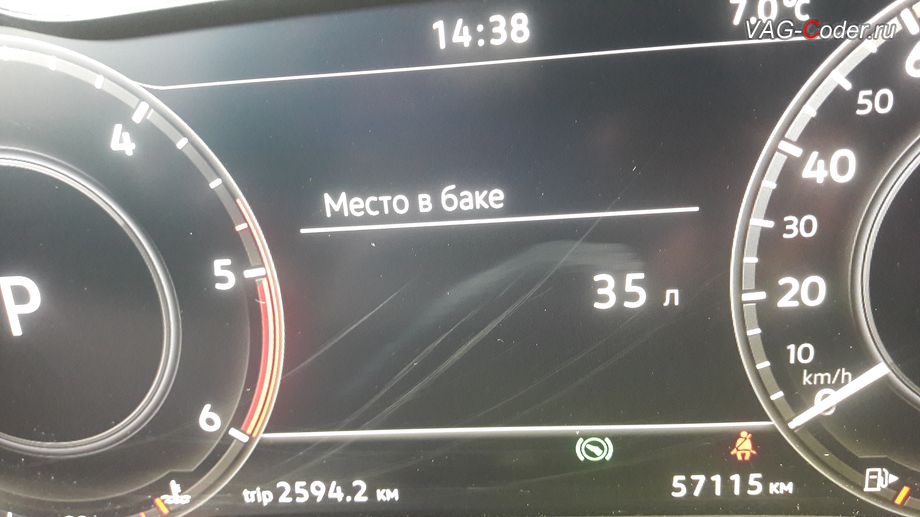 14:38
7.0°C
VAG-Coder.ru
4
5
6
P
Место в баке
35 л
50
40
30
20
10
km/h
0
trip 2594.2 км
57115 км